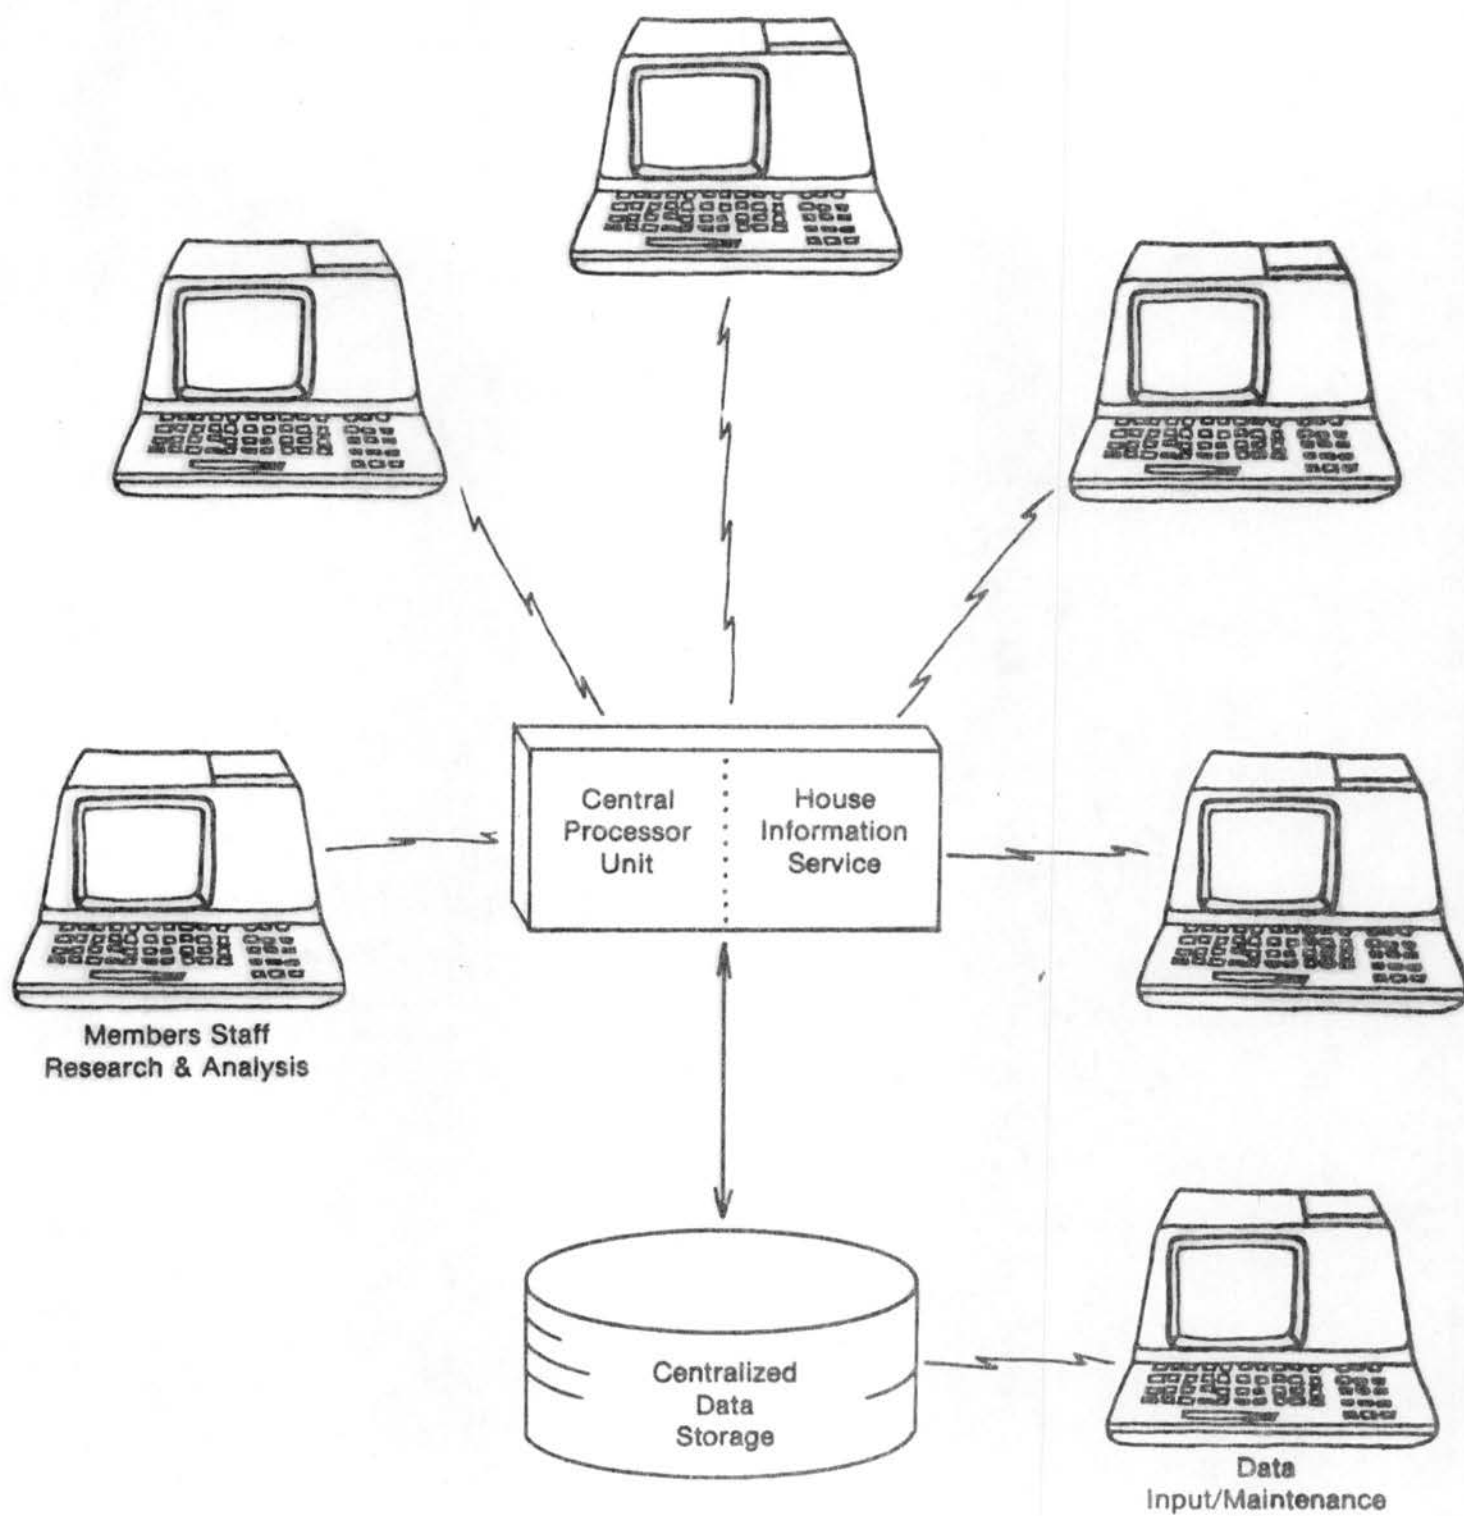 Central
Processor
Unit
House
Information
Service
Members Staff
Research & Analysis
Centralized
Data
Storage
Data
Input/Maintenance